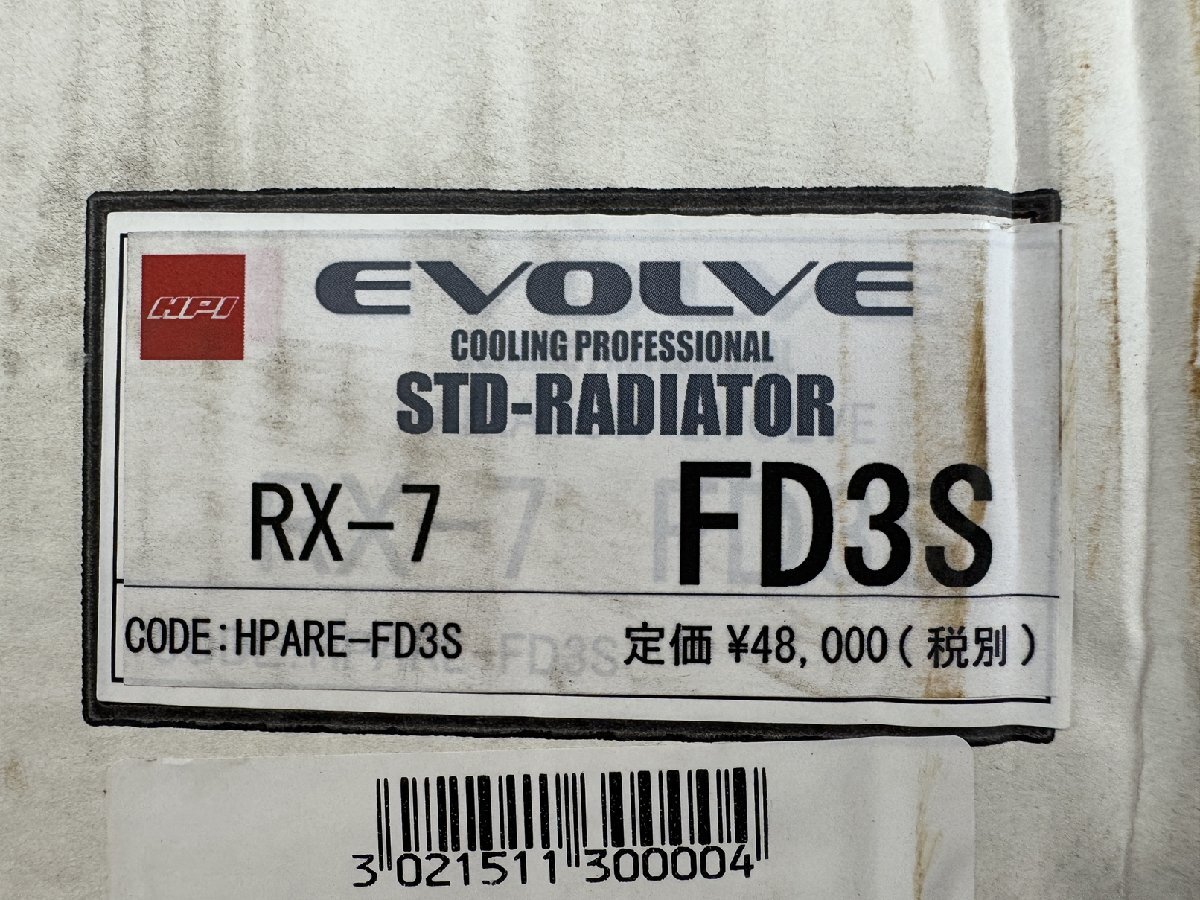 HPI
EVOLVE
COOLING PROFESSIONAL
STD-RADIATOR
RX-7 FD3S
CODE:HPARE-FD3S 定価 ¥48,000(税別)
3 021511 300004